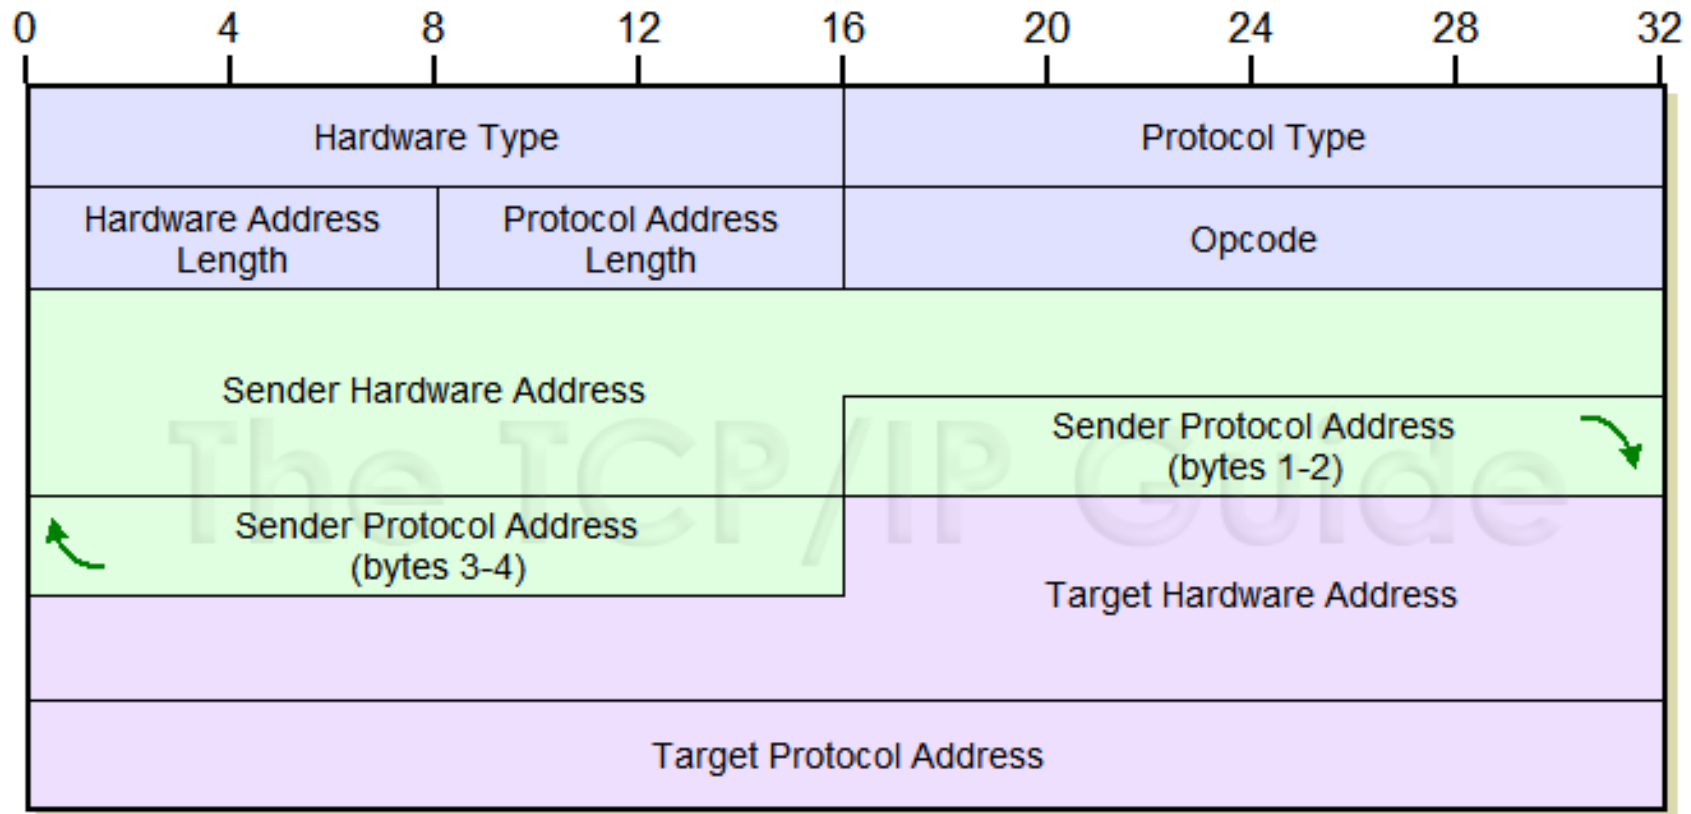 0 4 8 12 16 20 24 28 32
Hardware Type Protocol Type
Hardware Address
Length
Protocol Address
Length
Opcode
Sender Hardware Address
Sender Protocol Address
(bytes 1-2)
The TCP/IP Guide
Sender Protocol Address
(bytes 3-4)
Target Hardware Address
Target Protocol Address